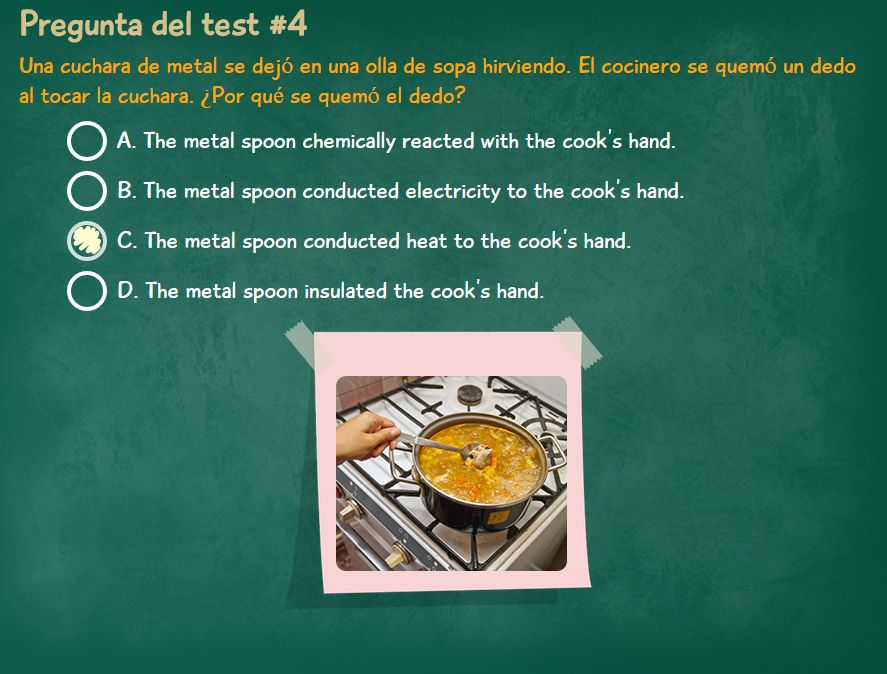 Pregunta del test #4
Una cuchara de metal se dejó en una olla de sopa hirviendo. El cocinero se quemó un dedo
al tocar la cuchara. ¿Por qué se quemó el dedo?
A. The metal spoon chemically reacted with the cook's hand.
B. The metal spoon conducted electricity to the cook's hand.
C. The metal spoon conducted heat to the cook's hand.
D. The metal spoon insulated the cook's hand.